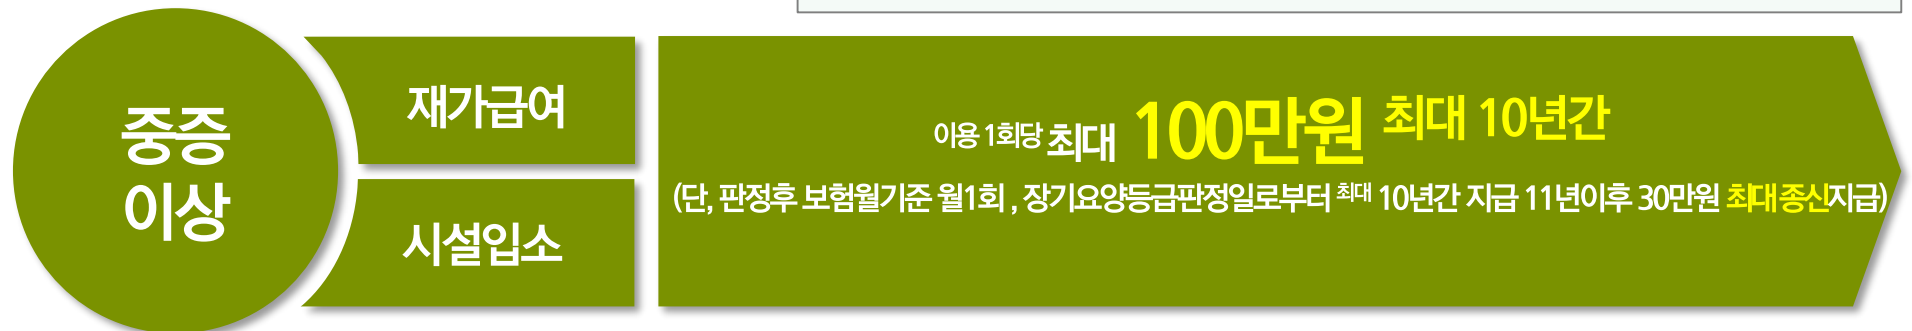 중증
이상
재가급여
시설입소
이용 1회당 최대 100만원 최대 10년간
(단, 판정후 보험월기준 월1회 , 장기요양등급판정일로부터 최대 10년간 지급 11년이후 30만원 최대종신지급)